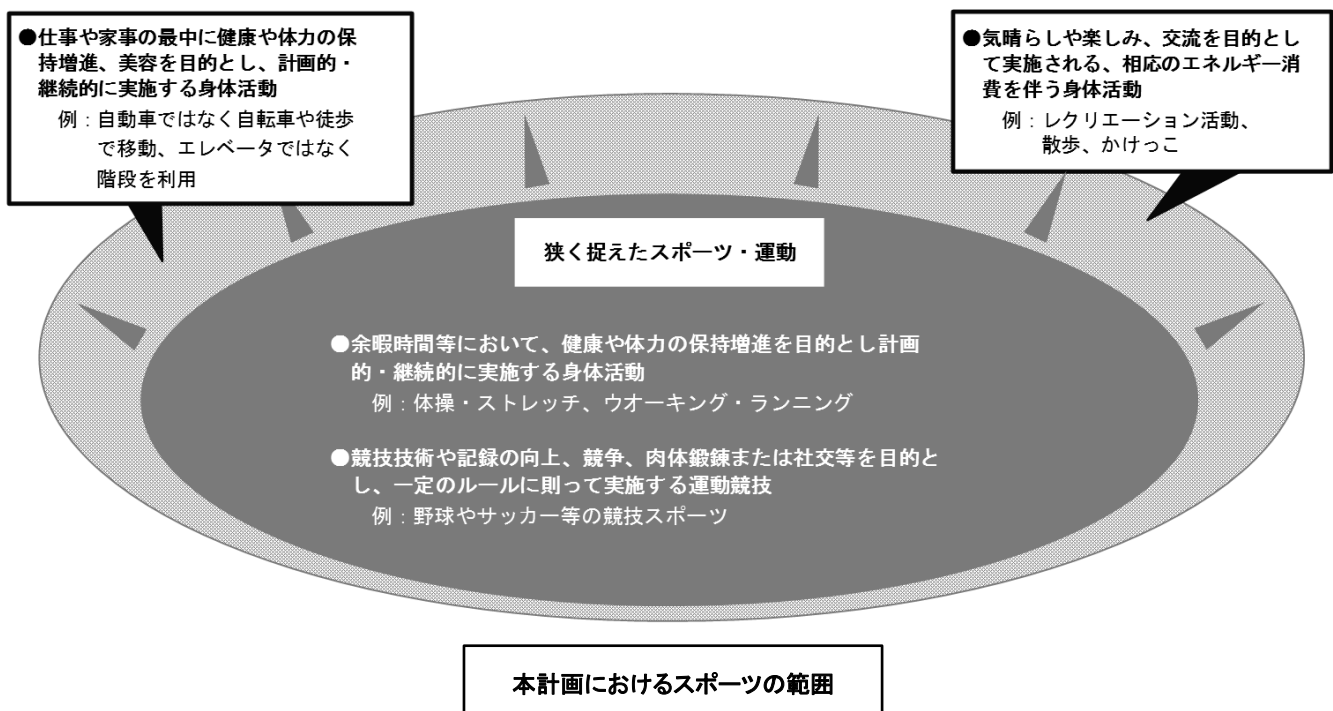 ●仕事や家事の最中に健康や体力の保
持増進、美容を目的とし、計画的・
継続的に実施する身体活動
例：自動車ではなく自転車や徒歩
で移動、エレベータではなく
階段を利用
●気晴らしや楽しみ、交流を目的とし
て実施される、相応のエネルギー消
費を伴う身体活動
例：レクリエーション活動、
散歩、かけっこ
狭く捉えたスポーツ・運動
●余暇時間等において、健康や体力の保持増進を目的とし計画
的・継続的に実施する身体活動
例：体操・ストレッチ、ウオーキング・ランニング
●競技技術や記録の向上、競争、肉体鍛錬または社交等を目的と
し、一定のルールに則って実施する運動競技
例：野球やサッカー等の競技スポーツ
本計画におけるスポーツの範囲